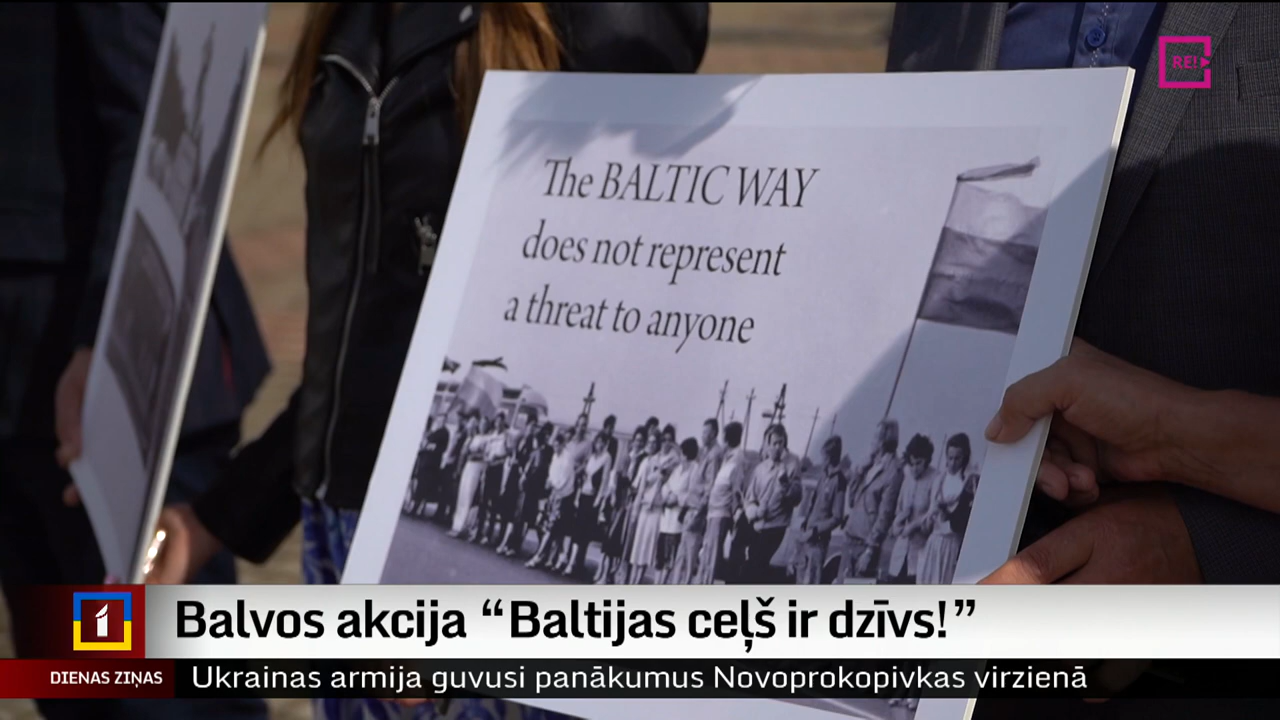 RE!
The BALTIC WAY
does not represent
a threat to anyone
1
Balvos akcija “Baltijas ceļš ir dzīvs!”
DIENAS ZIŅAS
Ukrainas armija guvusi panākumus Novoprokopivkas virzienā